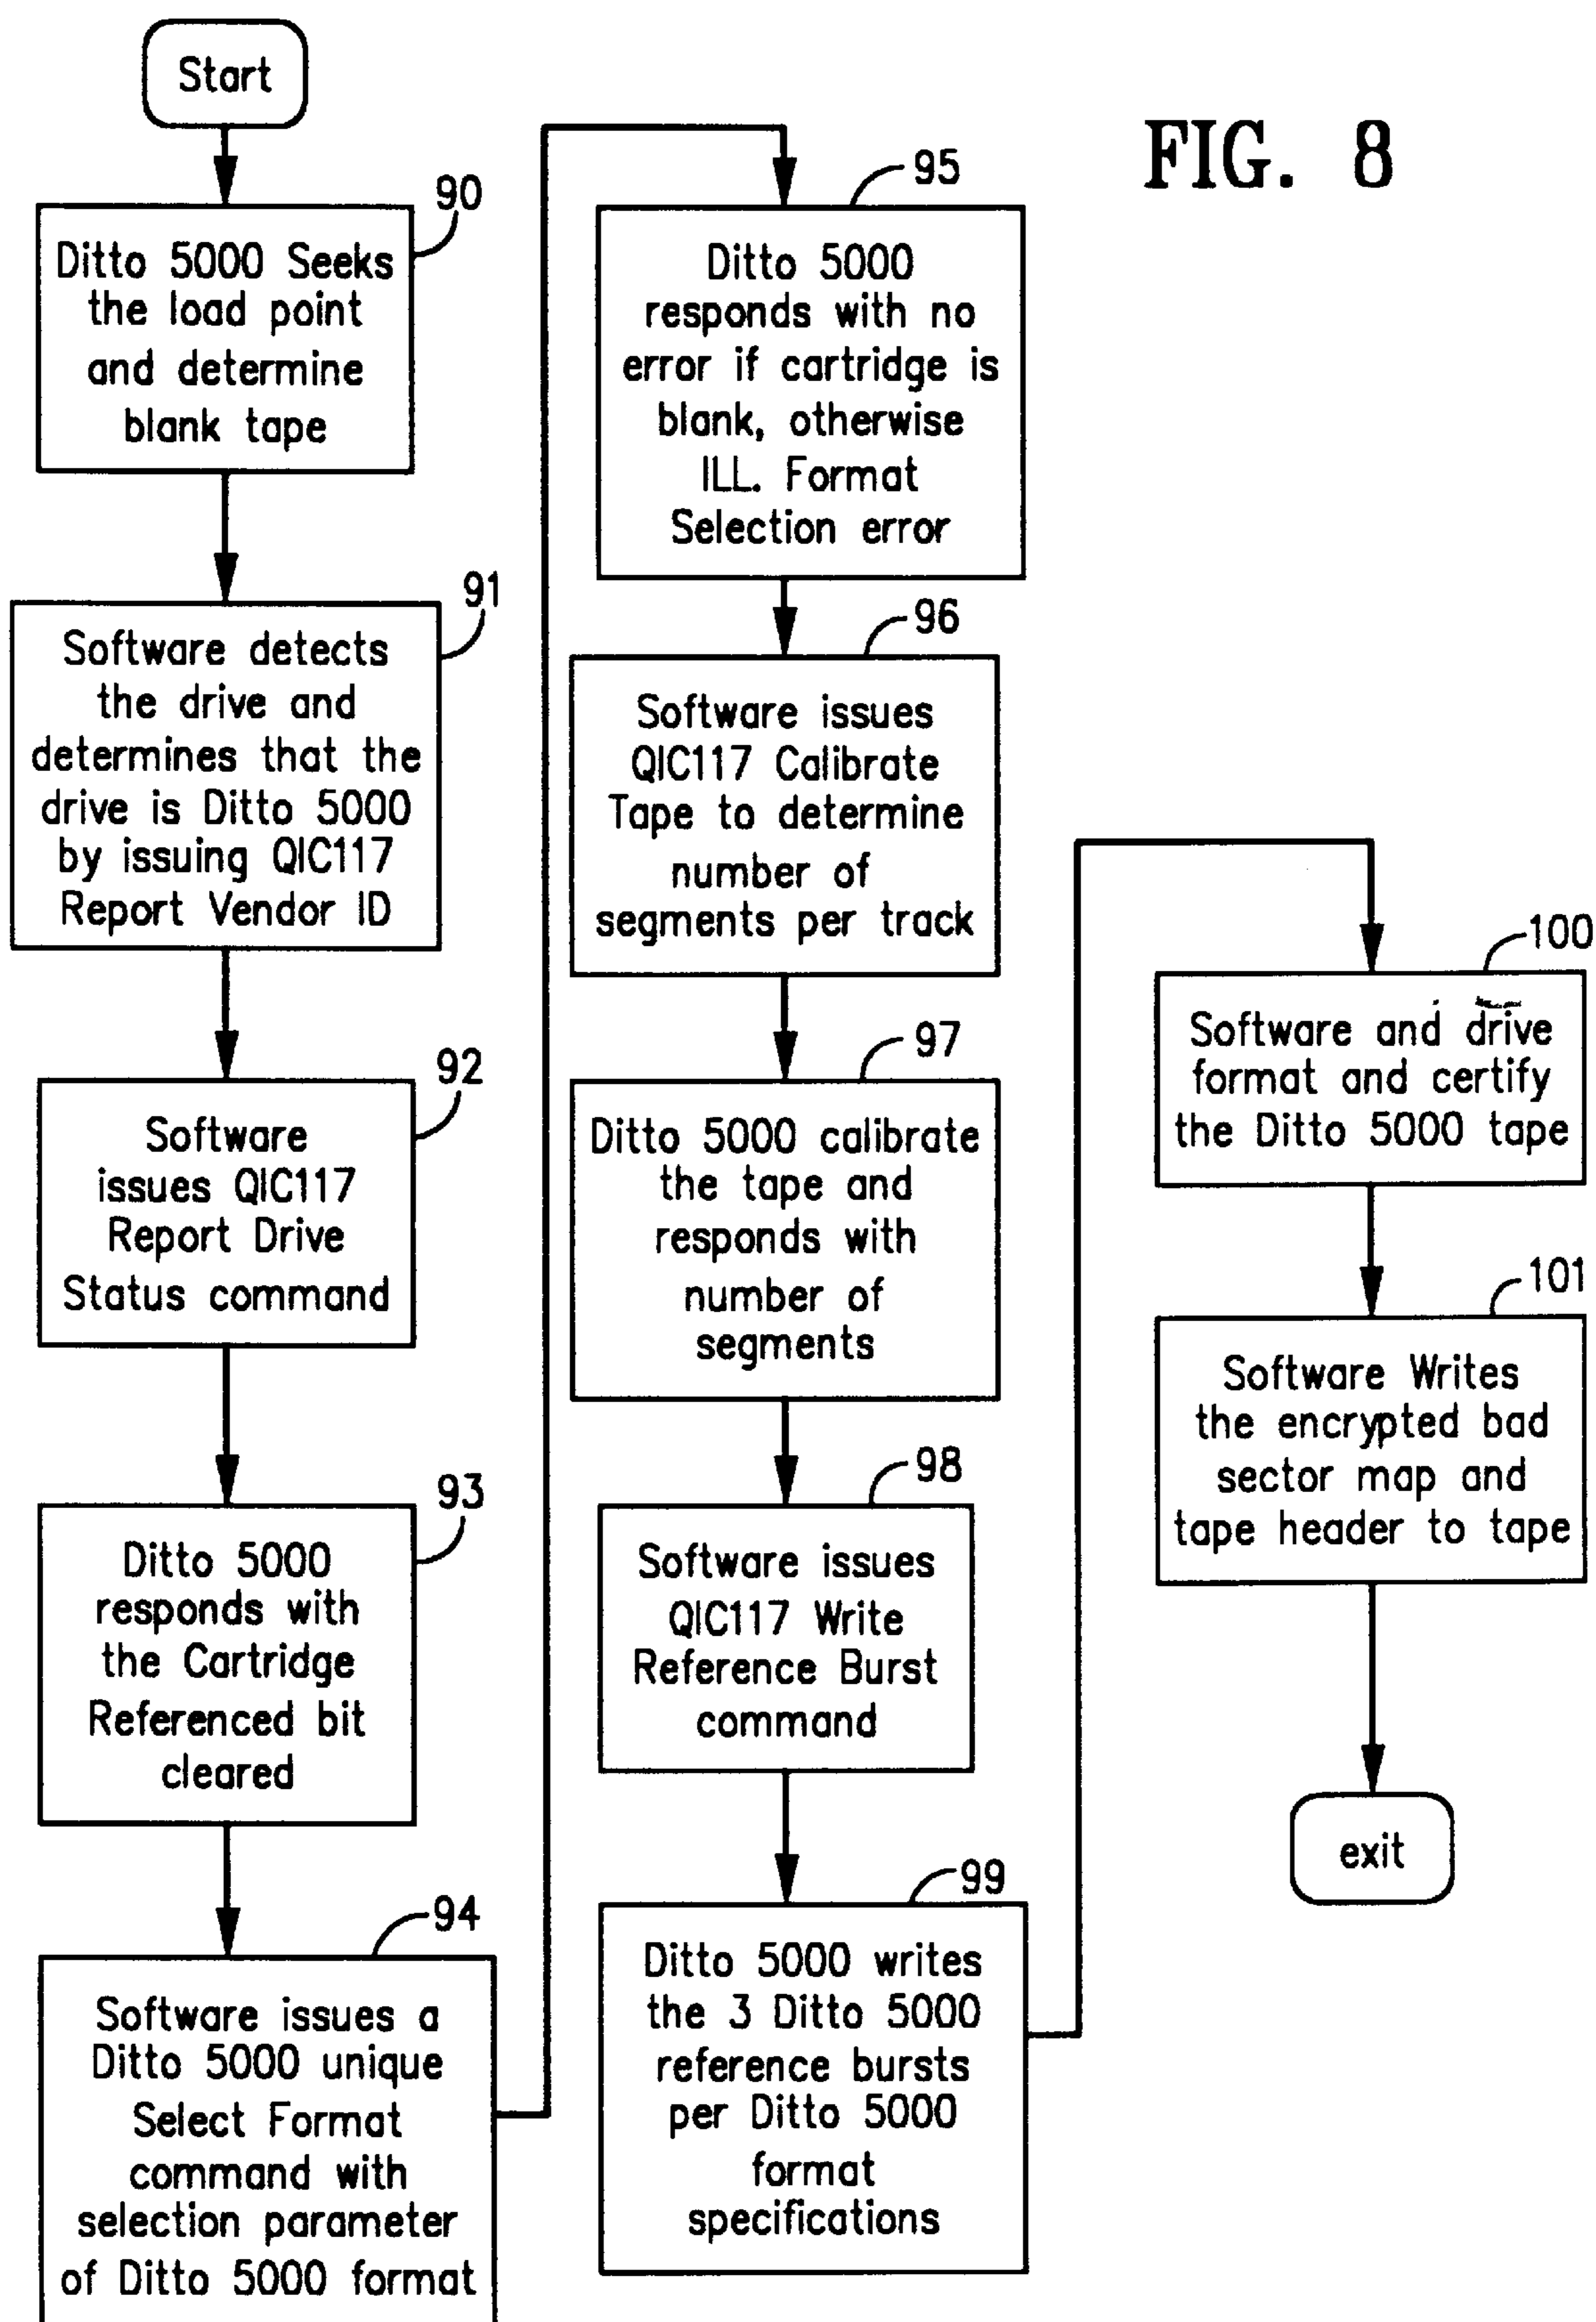 FIG. 8
Start
90
Ditto 5000 Seeks
the load point
and determine
blank tape
91
Software detects
the drive and
determines that the
drive is Ditto 5000
by issuing QIC117
Report Vendor ID
92
Software
issues QIC117
Report Drive
Status command
93
Ditto 5000
responds with
the Cartridge
Referenced bit
cleared
94
Software issues a
Ditto 5000 unique
Select Format
command with
selection parameter
of Ditto 5000 format
95
Ditto 5000
responds with no
error if cartridge is
blank, otherwise
ILL. Format
Selection error
96
Software issues
QIC117 Calibrate
Tape to determine
number of
segments per track
97
Ditto 5000 calibrate
the tape and
responds with
number of
segments
98
Software issues
QIC117 Write
Reference Burst
command
99
Ditto 5000 writes
the 3 Ditto 5000
reference bursts
per Ditto 5000
format
specifications
100
Software and drive
format and certify
the Ditto 5000 tape
101
Software Writes
the encrypted bad
sector map and
tape header to tape
exit